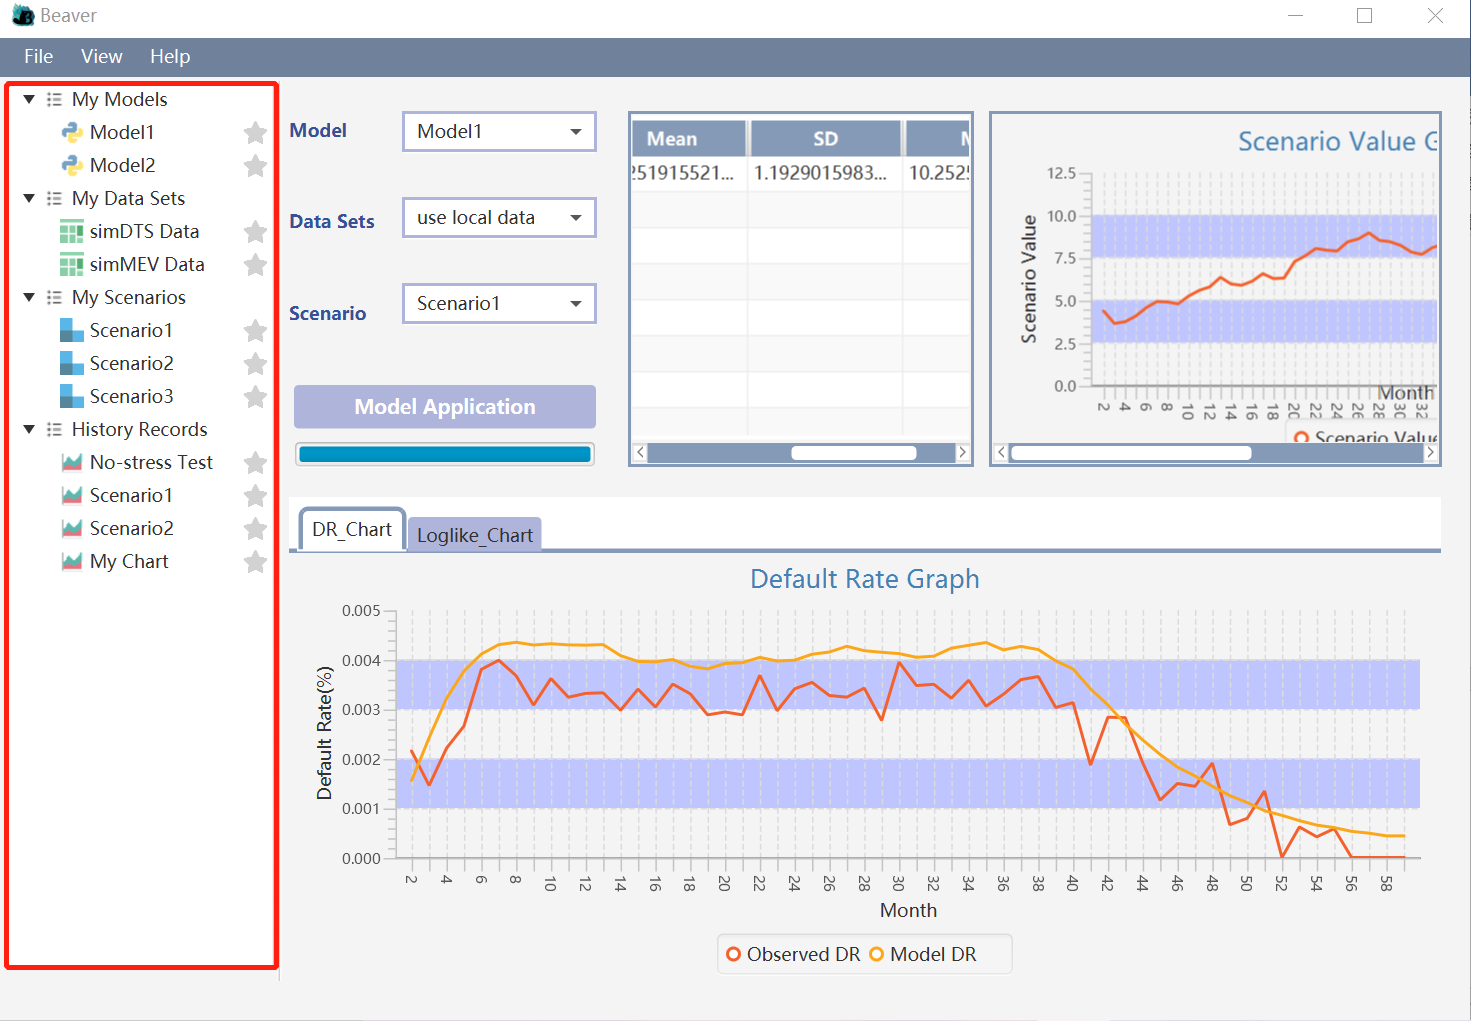 Beaver
File View Help
My Models
Model1
Model2
My Data Sets
simDTS Data
simMEV Data
My Scenarios
Scenario1
Scenario2
Scenario3
History Records
No-stress Test
Scenario1
Scenario2
My Chart
Model Model1
Data Sets use local data
Scenario Scenario1
Model Application
Mean SD
251915521... 1.1929015983... 10.252
Scenario Value G
Scenario Value
12.5
10.0
7.5
5.0
2.5
0.0
2 4 6 8 10 12 14 16 18 20 22 24 26 28 30 32
Month
Scenario Value
DR_Chart Loglike_Chart
Default Rate Graph
Default Rate(%)
0.005
0.004
0.003
0.002
0.001
0.000
2 4 6 8 10 12 14 16 18 20 22 24 26 28 30 32 34 36 38 40 42 44 46 48 50 52 54 56 58
Month
Observed DR Model DR